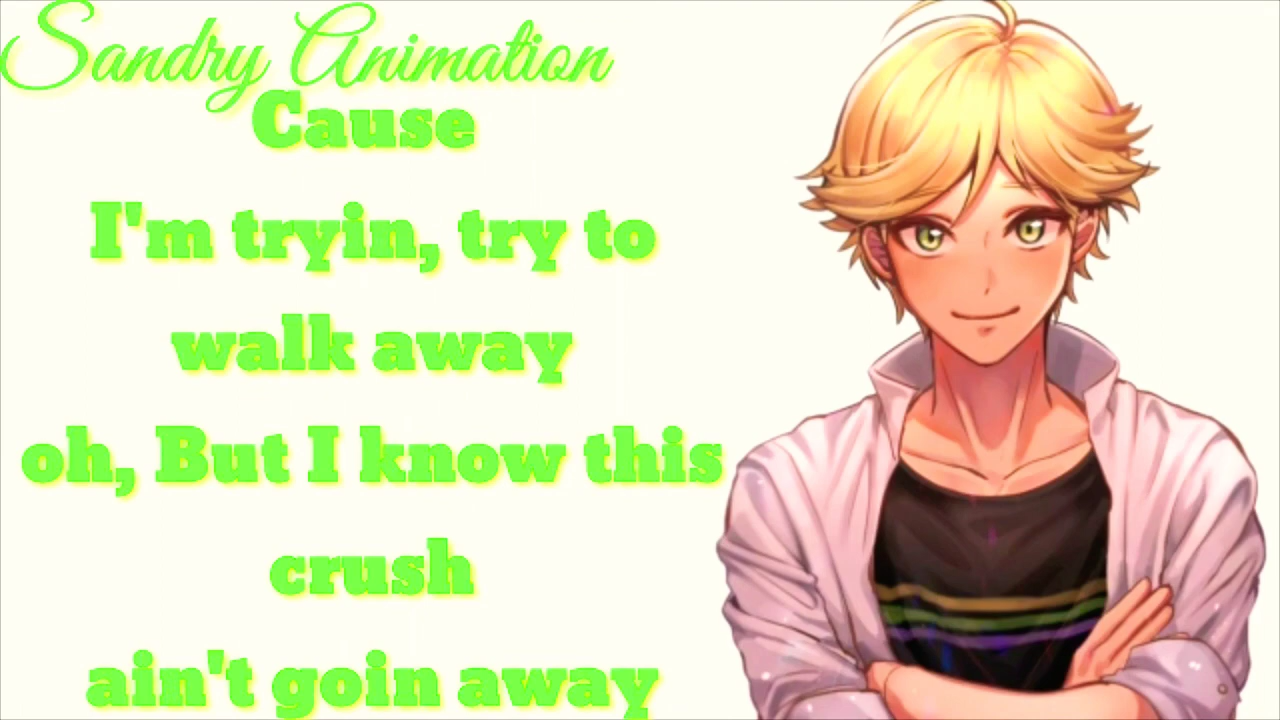 Sandry Animation
Cause
I'm tryin, try to
walk away
oh, But I know this
crush
ain't goin away